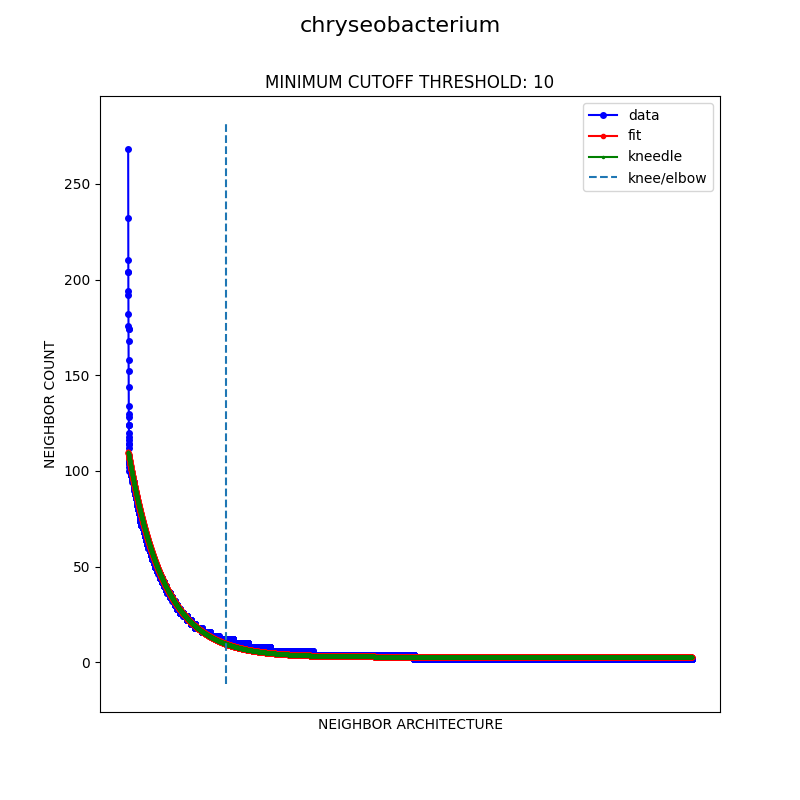 chryseobacterium
MINIMUM CUTOFF THRESHOLD: 10
data
fit
kneedle
knee/elbow
250
200
150
100
50
0
NEIGHBOR COUNT
NEIGHBOR ARCHITECTURE